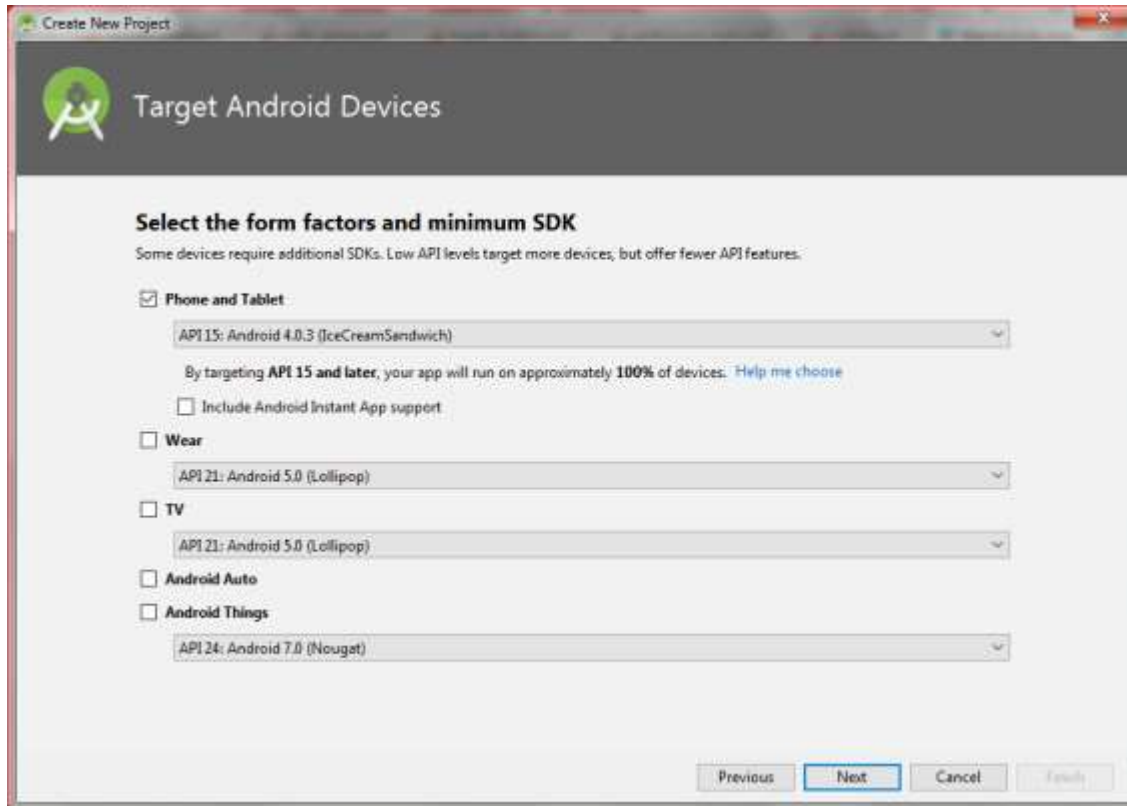 Create New Project
Target Android Devices
Select the form factors and minimum SDK
Some devices require additional SDKs. Low API levels target more devices, but offer fewer API features.
Phone and Tablet
API 15: Android 4.0.3 (IceCreamSandwich)
By targeting API 15 and later, your app will run on approximately 100% of devices. Help me choose
Include Android Instant App support
Wear
API 21: Android 5.0 (Lollipop)
TV
API 21: Android 5.0 (Lollipop)
Android Auto
Android Things
API 24: Android 7.0 (Nougat)
Previous Next Cancel Finish